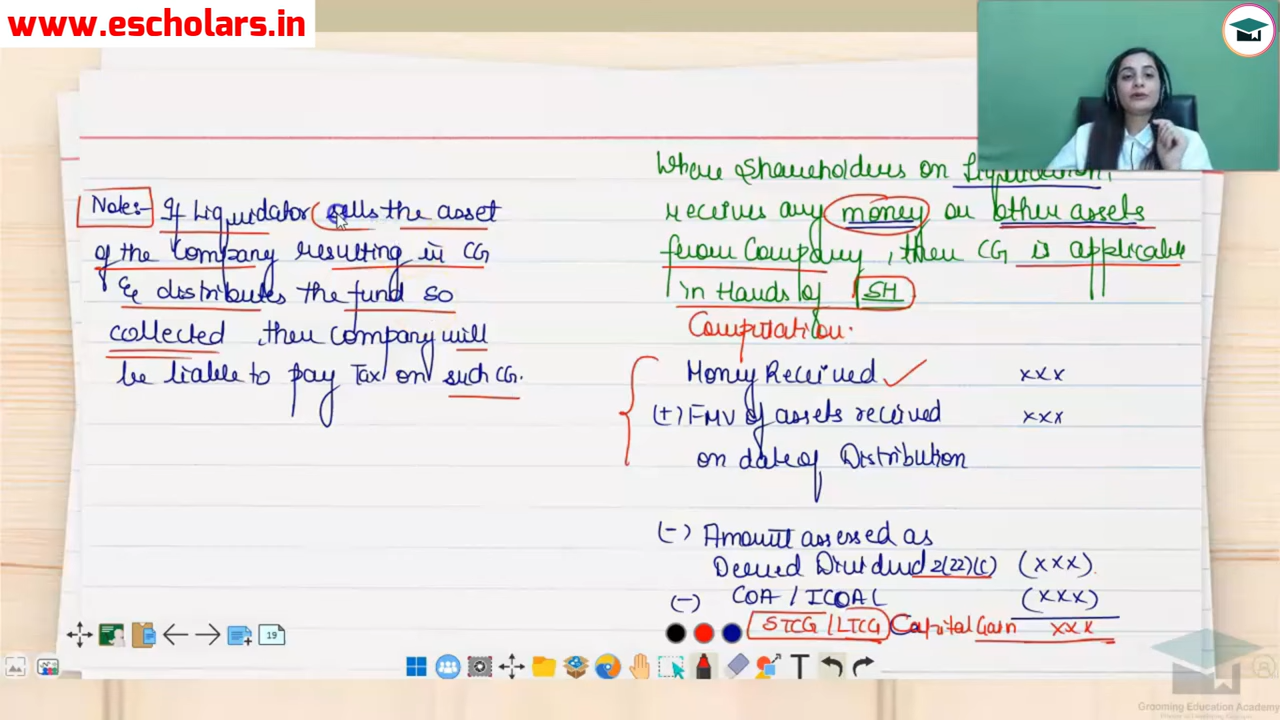 www.escholars.in
Note:- If Liquidator sells the asset
of the Company resulting in CG
& distributes the fund so
collected, then Company will
be liable to pay Tax on such CG.
Where Shareholders on Liquidation,
receives any money or other assets
from Company, then CG is applicable
in Hands of SH
Computation:
Money Received ✓ xxx
(+) FMV of assets received xxx
on date of Distribution
(-) Amount assessed as
Deemed Dividend 2(22)(c) (xxx).
(-) COA / ICOA (xxx)
STCG / LTCG Capital Gain xxx
19
Grooming Education Academy